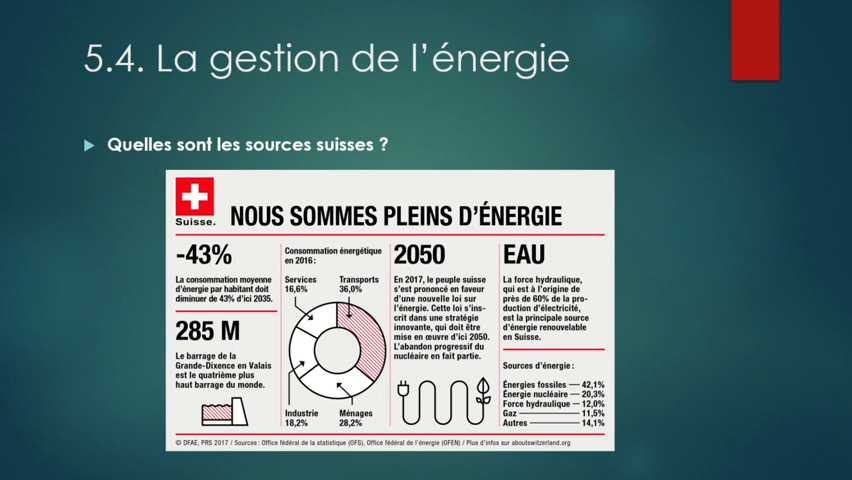 5.4. La gestion de l’énergie
Quelles sont les sources suisses ?
Suisse.
NOUS SOMMES PLEINS D’ÉNERGIE
-43%
La consommation moyenne
d’énergie par habitant doit
diminuer de 43% d’ici 2035.
285 M
Le barrage de la
Grande-Dixence en Valais
est le quatrième plus
haut barrage du monde.
Consommation énergétique
en 2016 :
Services
16,6%
Transports
36,0%
Industrie
18,2%
Ménages
28,2%
2050
En 2017, le peuple suisse
s’est prononcé en faveur
d’une nouvelle loi sur
l’énergie. Cette loi s’ins-
crit dans une stratégie
innovante, qui doit être
mise en œuvre d’ici 2050.
L’abandon progressif du
nucléaire en fait partie.
EAU
La force hydraulique,
qui est à l’origine de
près de 60% de la pro-
duction d’électricité,
est la principale source
d’énergie renouvelable
en Suisse.
Sources d’énergie :
Énergies fossiles — 42,1%
Énergie nucléaire — 20,3%
Force hydraulique — 12,0%
Gaz — 11,5%
Autres — 14,1%
© DFAE, PRS 2017 / Sources : Office fédéral de la statistique (OFS), Office fédéral de l’énergie (OFEN) / Plus d’infos sur aboutswitzerland.org